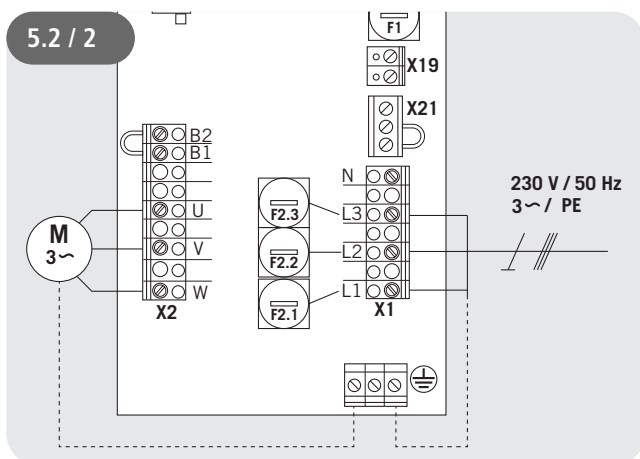 5.2 / 2
F1
X19
X21
B2
B1
U
V
W
X2
M
3~
F2.3
F2.2
F2.1
N
L3
L2
L1
X1
230 V / 50 Hz
3~ / PE